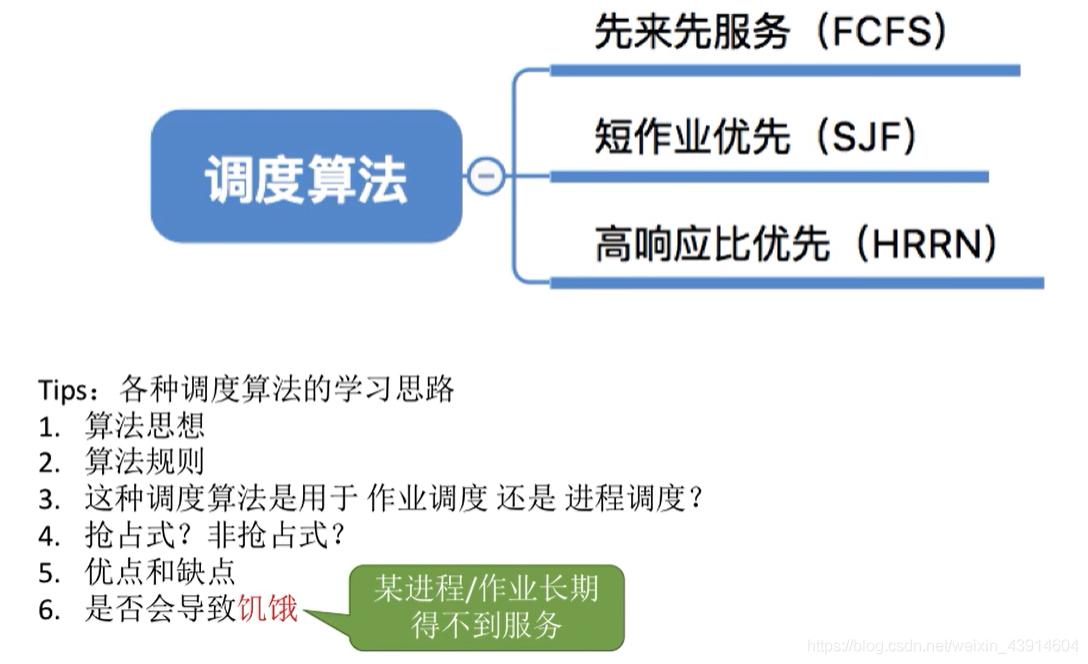 先来先服务（FCFS）
短作业优先（SJF）
调度算法
高响应比优先（HRRN）
Tips：各种调度算法的学习思路
1. 算法思想
2. 算法规则
3. 这种调度算法是用于 作业调度 还是 进程调度？
4. 抢占式？非抢占式？
5. 优点和缺点
6. 是否会导致饥饿
某进程/作业长期
得不到服务
https://blog.csdn.net/weixin_43914604